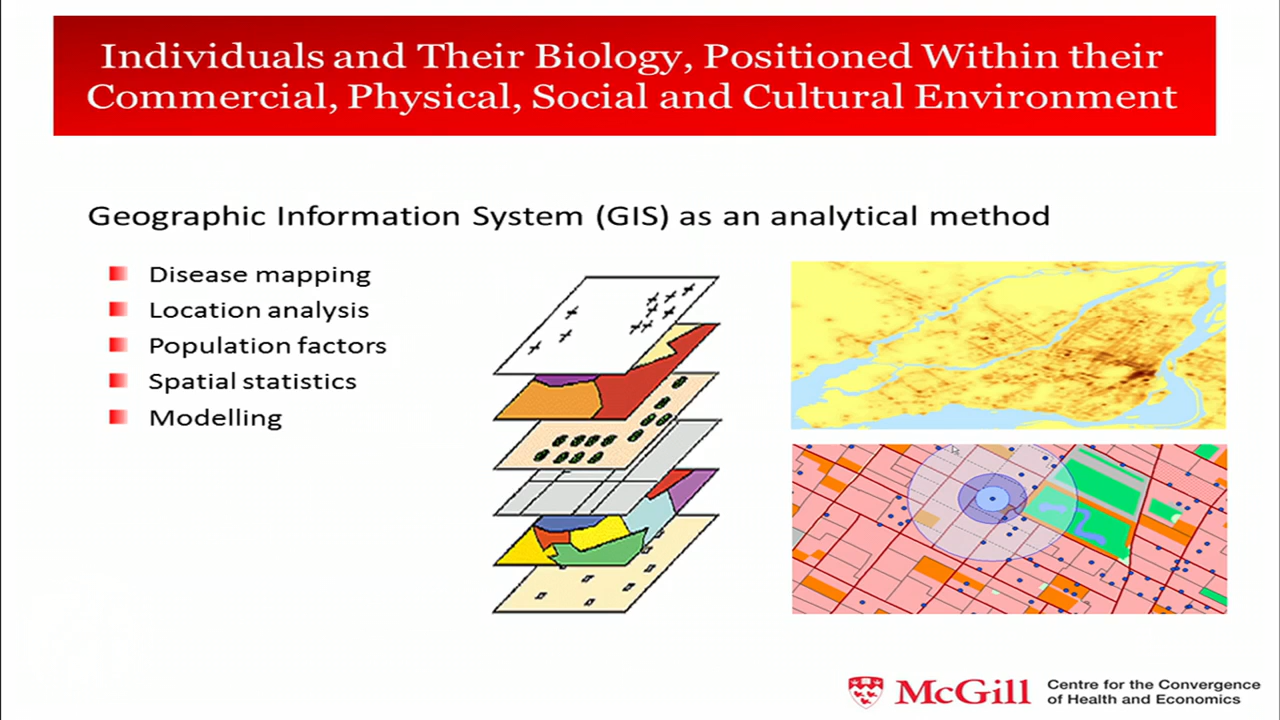 Individuals and Their Biology, Positioned Within their
Commercial, Physical, Social and Cultural Environment
Geographic Information System (GIS) as an analytical method
Disease mapping
Location analysis
Population factors
Spatial statistics
Modelling
McGill
Centre for the Convergence
of Health and Economics